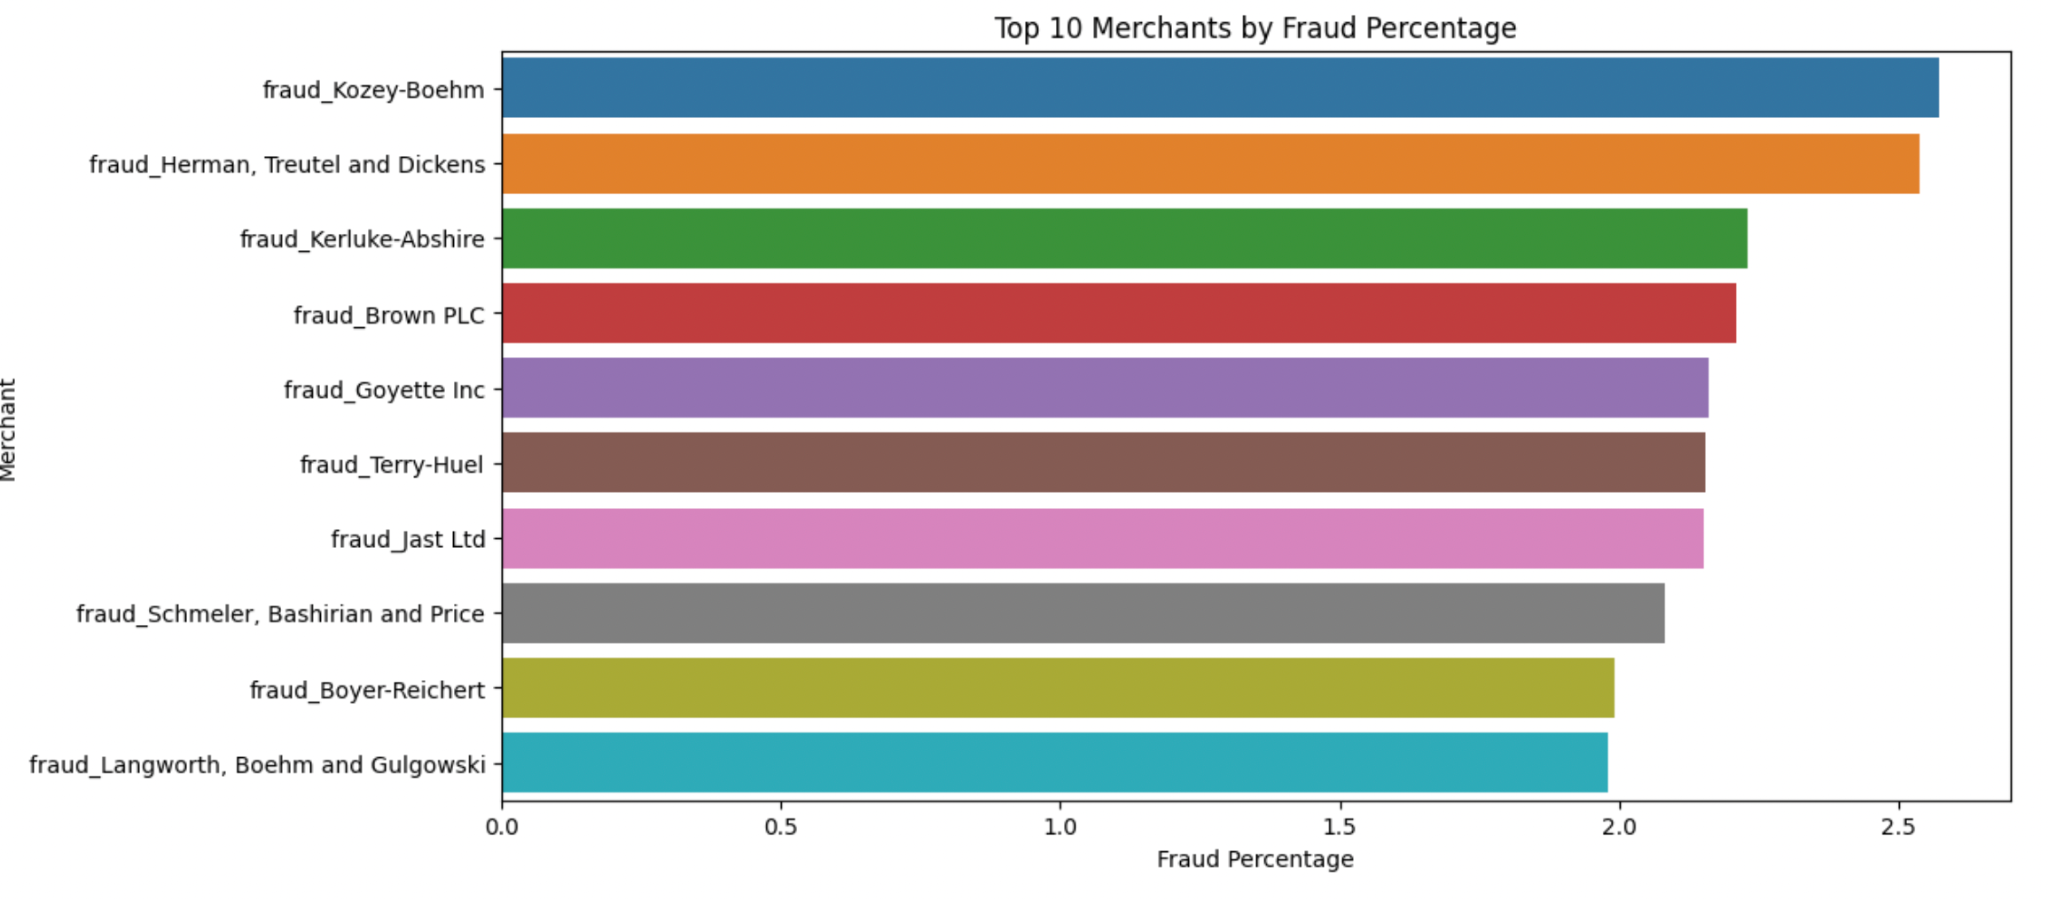 Top 10 Merchants by Fraud Percentage
fraud_Kozey-Boehm
fraud_Herman, Treutel and Dickens
fraud_Kerluke-Abshire
fraud_Brown PLC
fraud_Goyette Inc
fraud_Terry-Huel
fraud_Jast Ltd
fraud_Schmeler, Bashirian and Price
fraud_Boyer-Reichert
fraud_Langworth, Boehm and Gulgowski
Merchant
0.0 0.5 1.0 1.5 2.0 2.5
Fraud Percentage